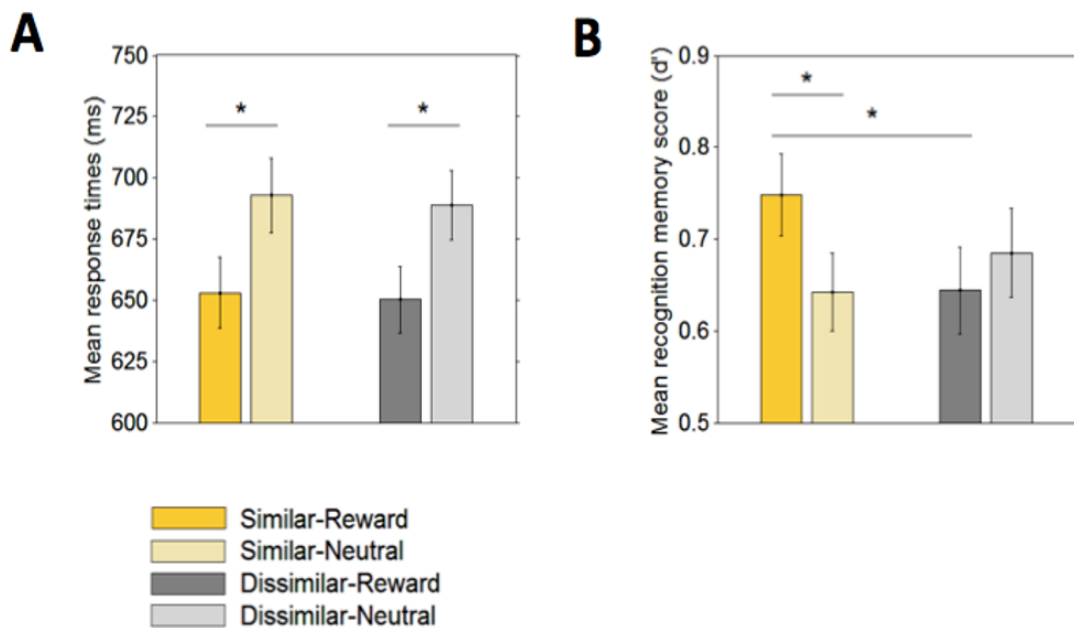 A
Mean response times (ms)
750
725
700
675
650
625
600
*
*
B
Mean recognition memory score (d')
0.9
0.8
0.7
0.6
0.5
*
*
Similar-Reward
Similar-Neutral
Dissimilar-Reward
Dissimilar-Neutral